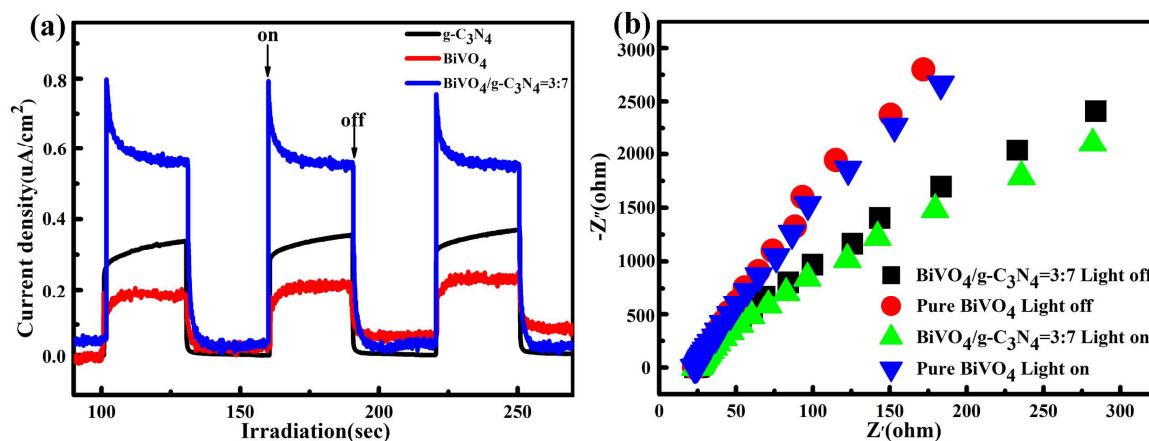 (a)
on
off
g-C₃N₄
BiVO₄
BiVO₄/g-C₃N₄=3:7
Current density(uA/cm²)
0.8
0.6
0.4
0.2
0.0
100
150
200
250
Irradiation(sec)
(b)
-Z″(ohm)
3000
2500
2000
1500
1000
500
0
BiVO₄/g-C₃N₄=3:7 Light off
Pure BiVO₄ Light off
BiVO₄/g-C₃N₄=3:7 Light on
Pure BiVO₄ Light on
0
50
100
150
200
250
300
Z′(ohm)